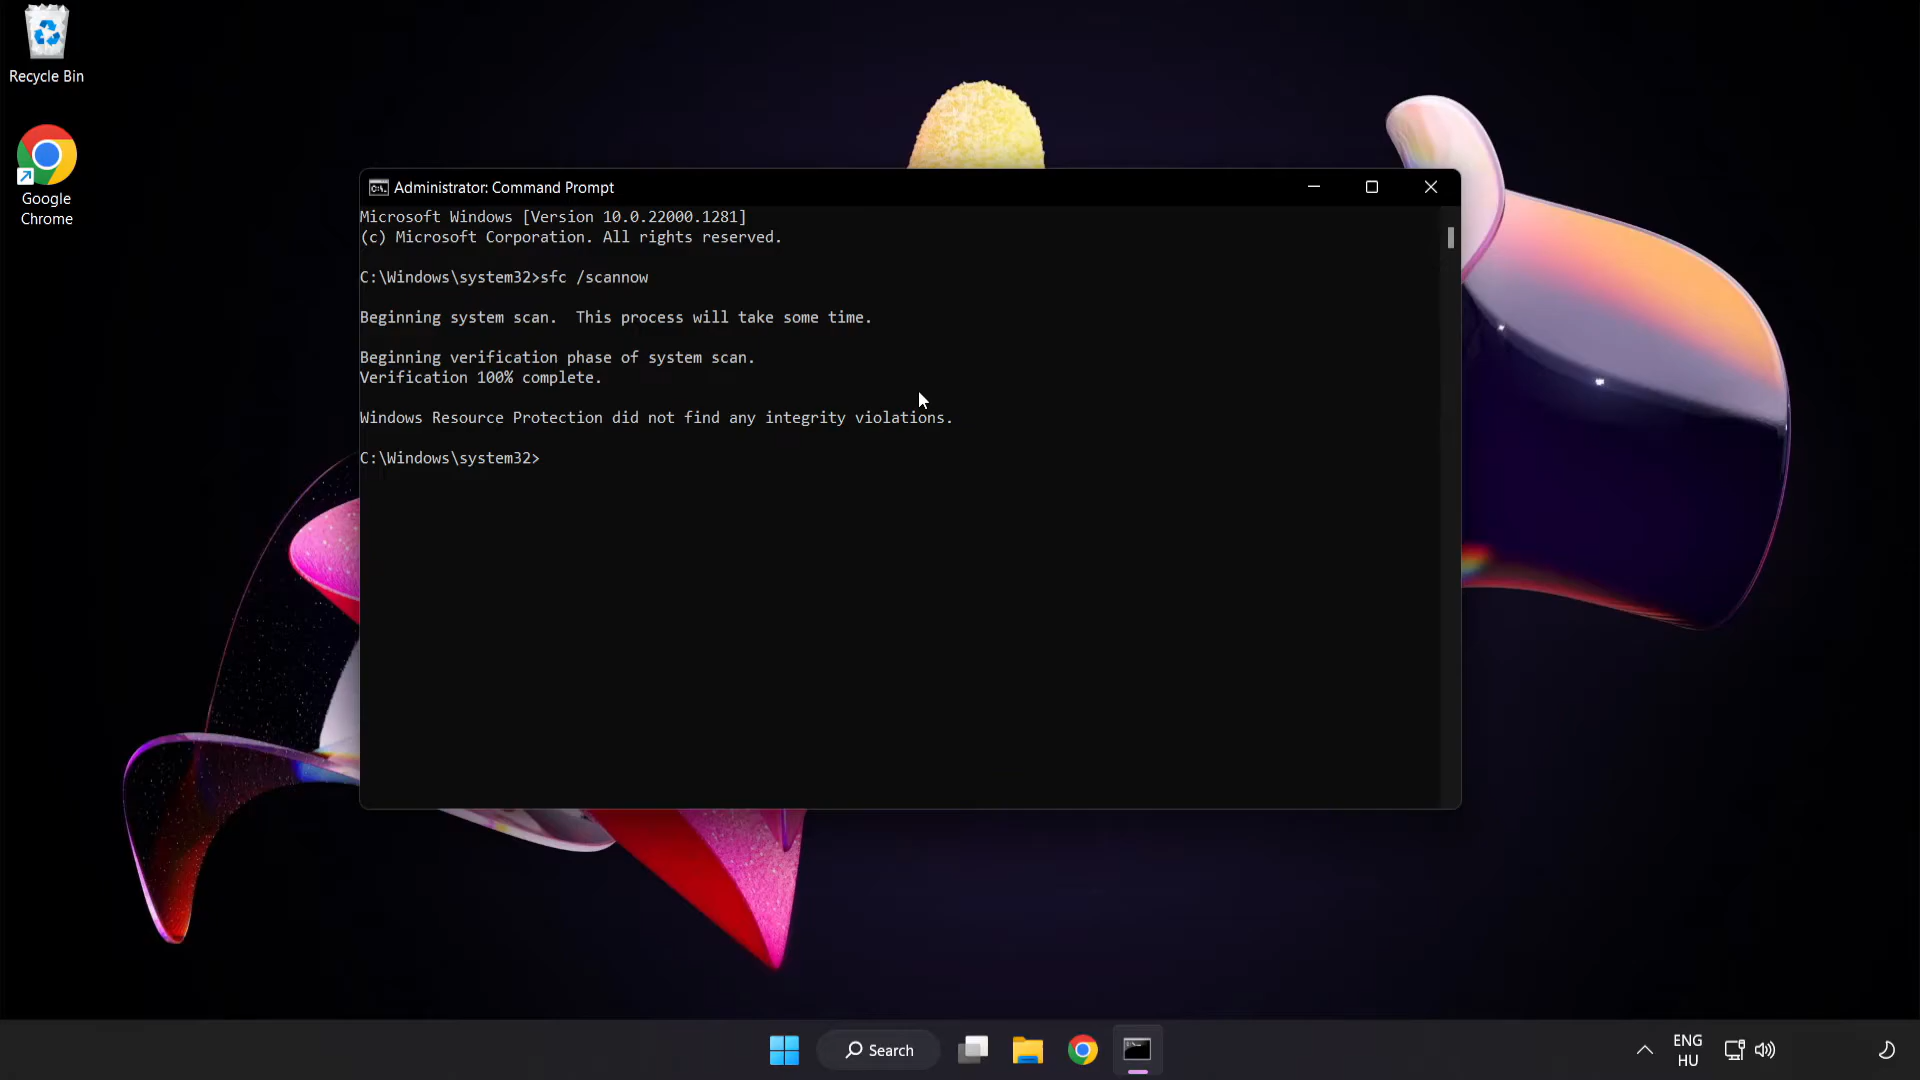 Recycle Bin
Google
Chrome
Administrator: Command Prompt
Microsoft Windows [Version 10.0.22000.1281]
(c) Microsoft Corporation. All rights reserved.
C:\Windows\system32>sfc /scannow
Beginning system scan.  This process will take some time.
Beginning verification phase of system scan.
Verification 100% complete.
Windows Resource Protection did not find any integrity violations.
C:\Windows\system32>
Search
ENG
HU